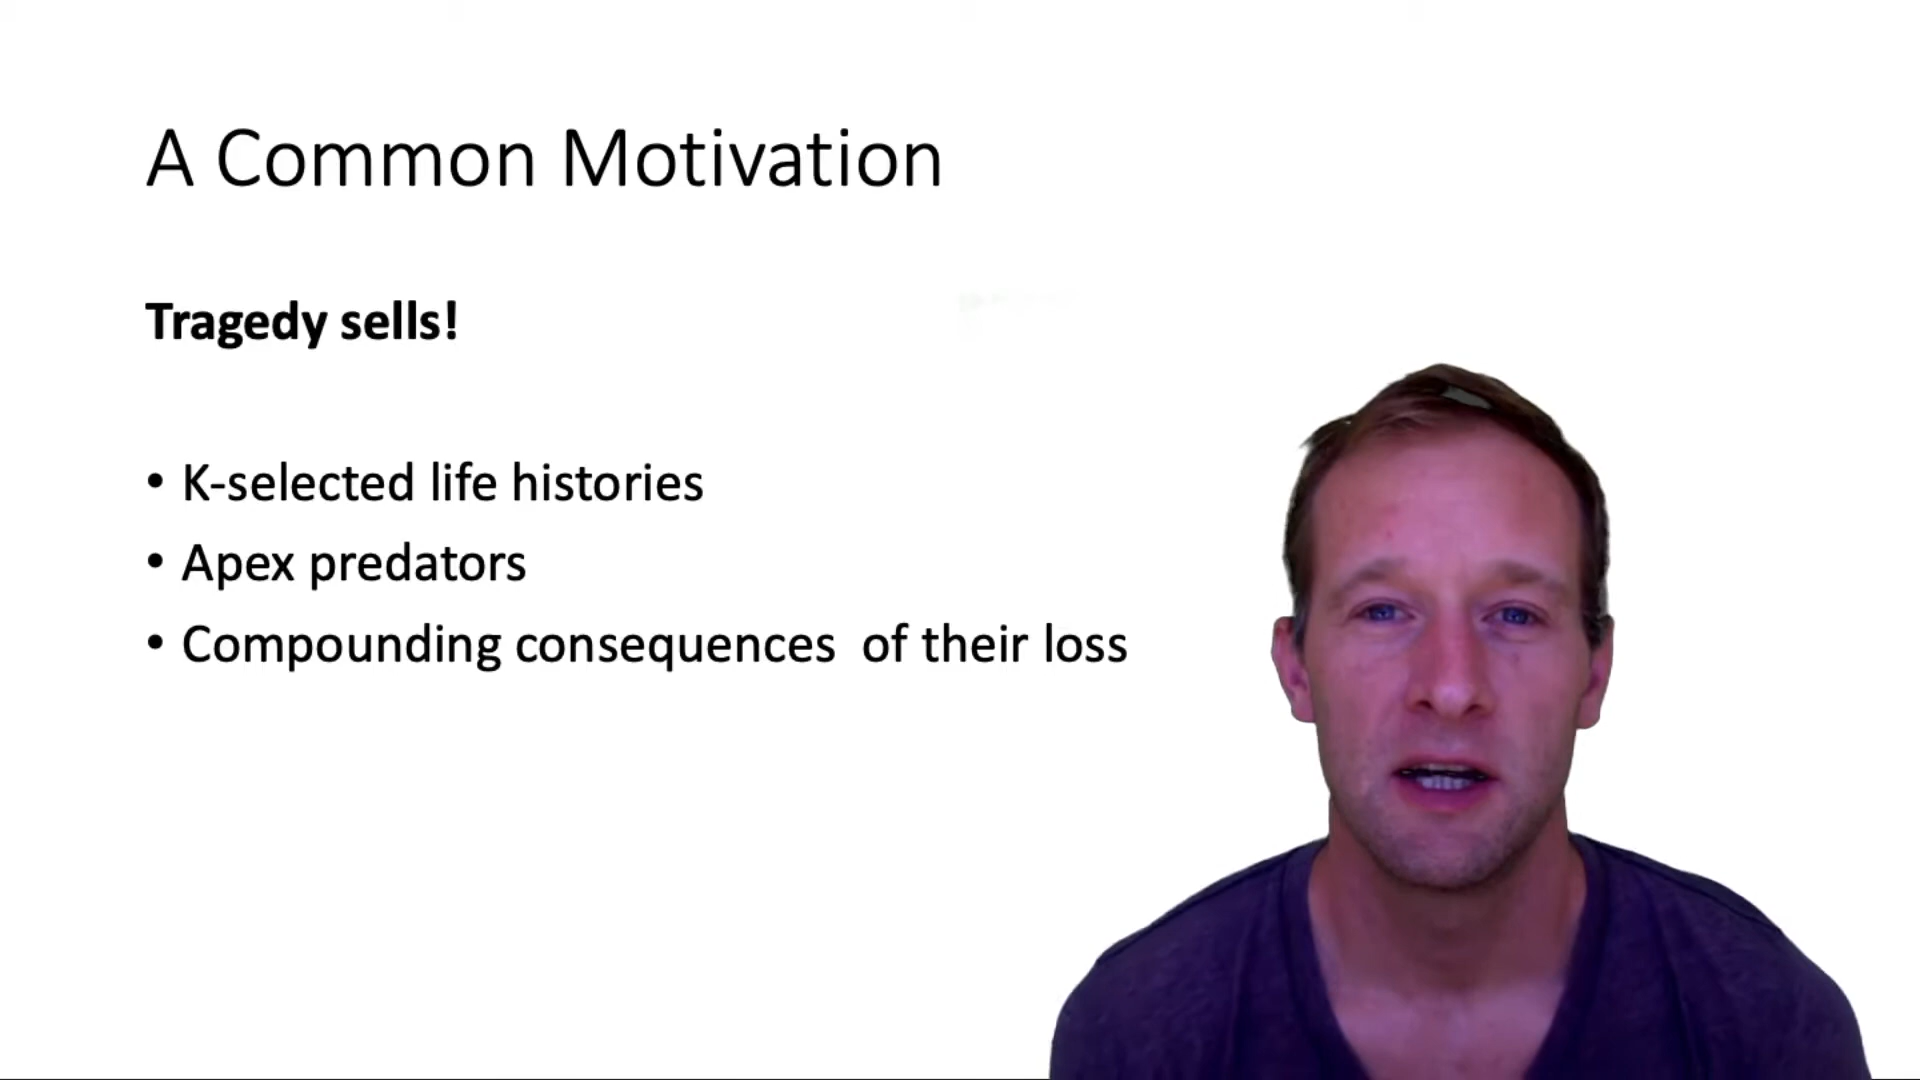 A Common Motivation
Tragedy sells!
• K-selected life histories
• Apex predators
• Compounding consequences  of their loss